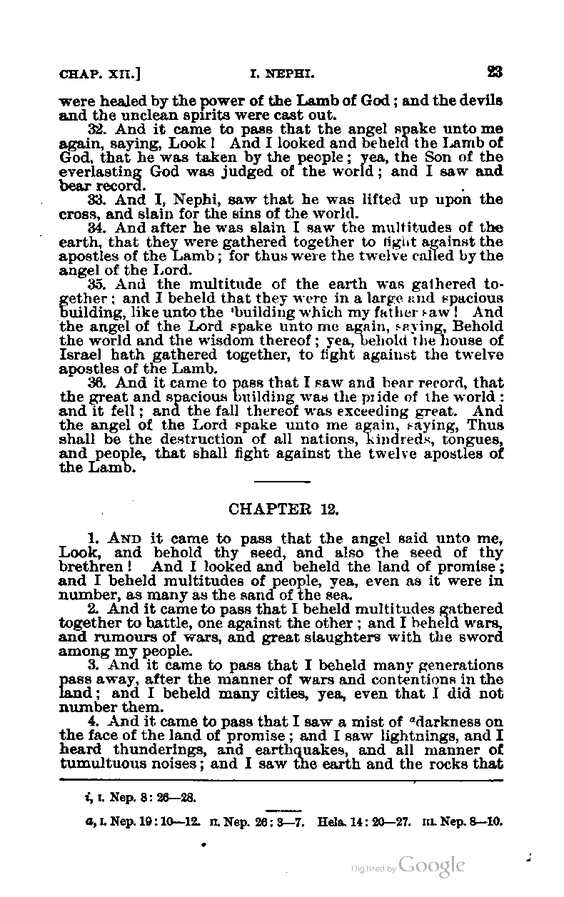 CHAP. XII.] I. NEPHI. 23
were healed by the power of the Lamb of God ; and the devils
and the unclean spirits were cast out.
32. And it came to pass that the angel spake unto me
again, saying, Look ! And I looked and beheld the Lamb of
God, that he was taken by the people ; yea, the Son of the
everlasting God was judged of the world ; and I saw and
bear record.
33. And I, Nephi, saw that he was lifted up upon the
cross, and slain for the sins of the world.
34. And after he was slain I saw the multitudes of the
earth, that they were gathered together to fight against the
apostles of the Lamb ; for thus were the twelve called by the
angel of the Lord.
35. And the multitude of the earth was gathered to-
gether ; and I beheld that they were in a large and spacious
building, like unto the ⁱbuilding which my father saw ! And
the angel of the Lord spake unto me again, saying, Behold
the world and the wisdom thereof ; yea, behold the house of
Israel hath gathered together, to fight against the twelve
apostles of the Lamb.
36. And it came to pass that I saw and bear record, that
the great and spacious building was the pride of the world :
and it fell ; and the fall thereof was exceeding great. And
the angel of the Lord spake unto me again, saying, Thus
shall be the destruction of all nations, kindreds, tongues,
and people, that shall fight against the twelve apostles of
the Lamb.
CHAPTER 12.
1. AND it came to pass that the angel said unto me,
Look, and behold thy seed, and also the seed of thy
brethren ! And I looked and beheld the land of promise ;
and I beheld multitudes of people, yea, even as it were in
number, as many as the sand of the sea.
2. And it came to pass that I beheld multitudes gathered
together to battle, one against the other ; and I beheld wars,
and rumours of wars, and great slaughters with the sword
among my people.
3. And it came to pass that I beheld many generations
pass away, after the manner of wars and contentions in the
land ; and I beheld many cities, yea, even that I did not
number them.
4. And it came to pass that I saw a mist of ᵃdarkness on
the face of the land of promise ; and I saw lightnings, and I
heard thunderings, and earthquakes, and all manner of
tumultuous noises ; and I saw the earth and the rocks that
i, I. Nep. 8 : 26—28.
a, I. Nep. 19 : 10—12. II. Nep. 26 : 3—7. Hela. 14 : 20—27. III. Nep. 8—10.
Digitized by Google